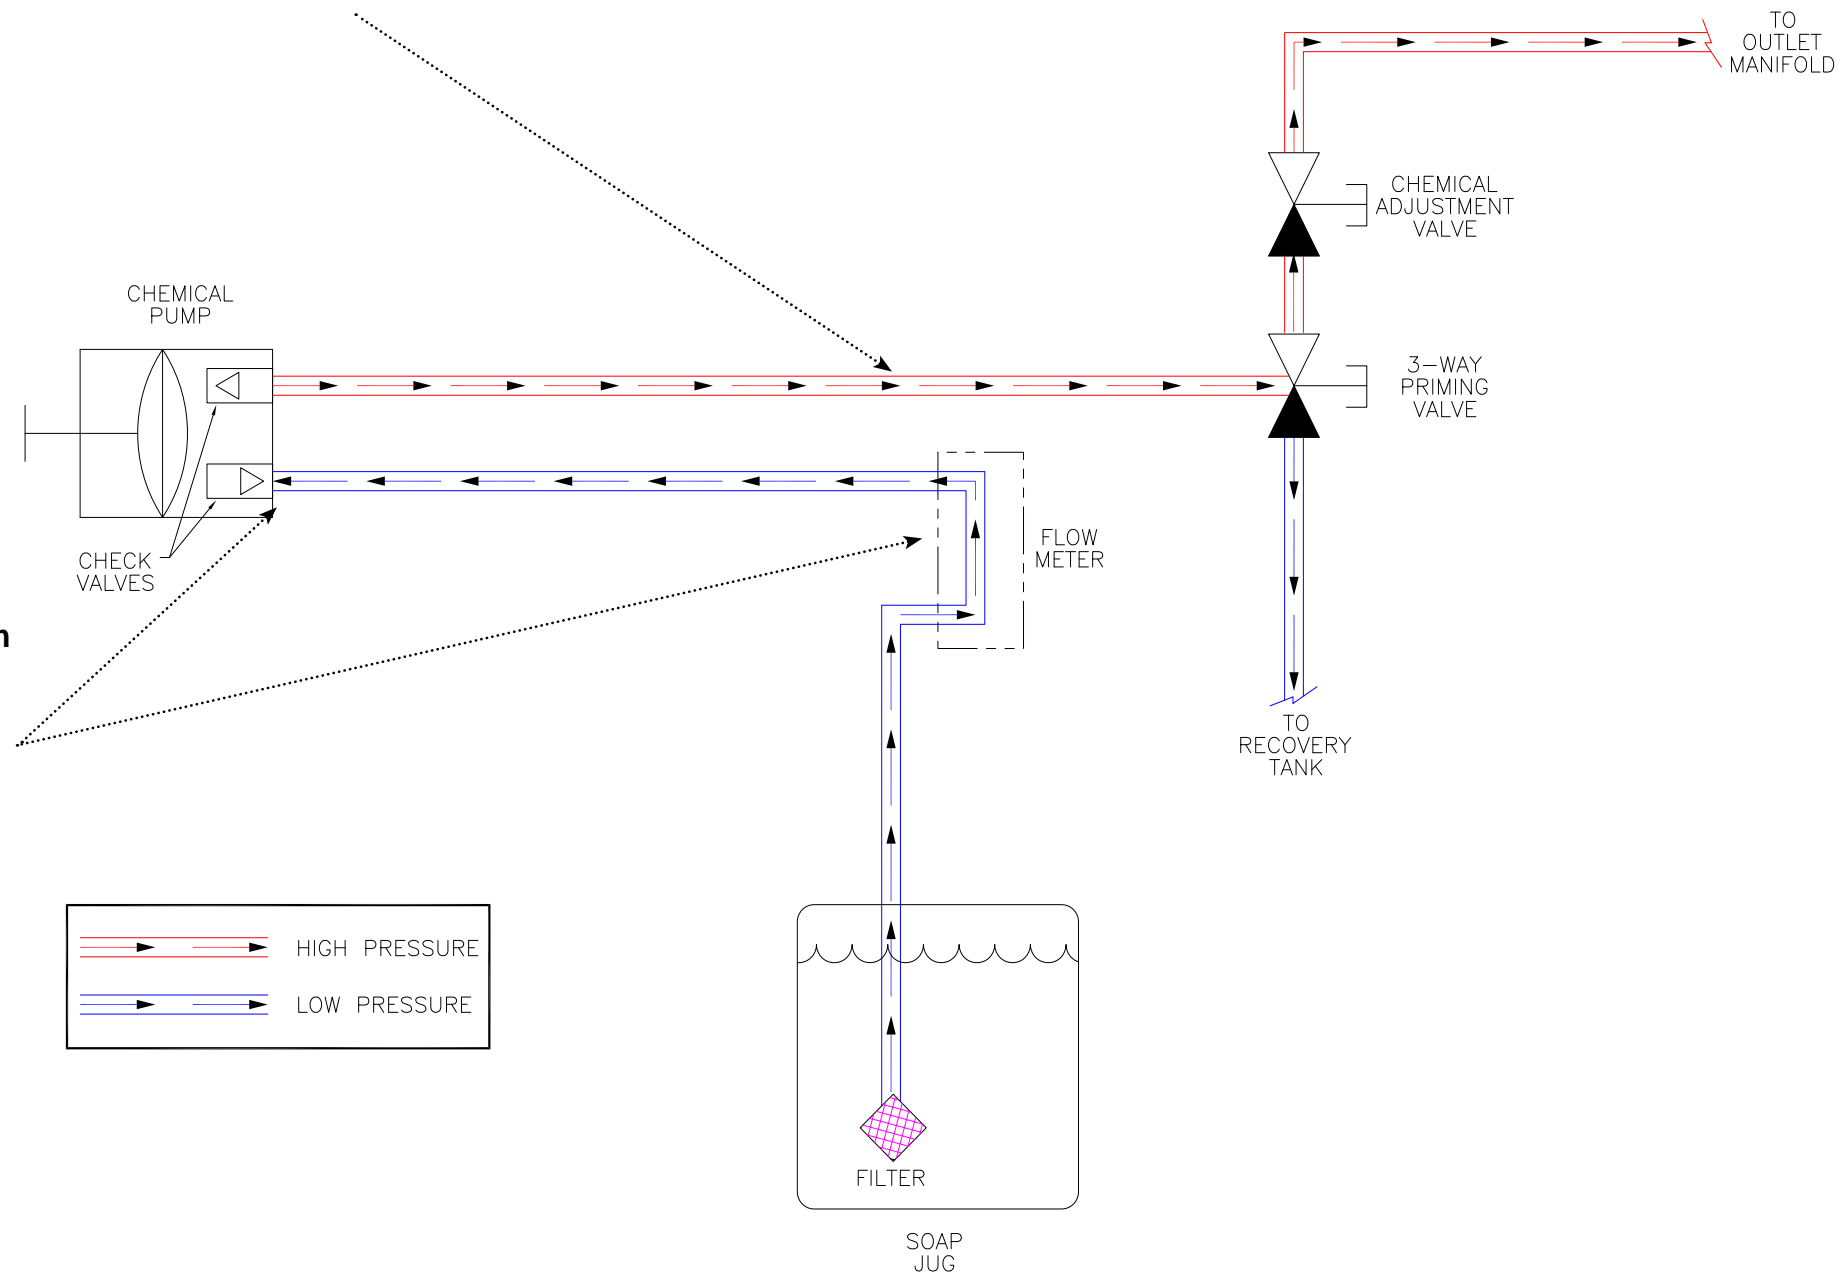 TO
OUTLET
MANIFOLD
CHEMICAL
ADJUSTMENT
VALVE
CHEMICAL
PUMP
3-WAY
PRIMING
VALVE
FLOW
METER
CHECK
VALVES
TO
RECOVERY
TANK
HIGH PRESSURE
LOW PRESSURE
FILTER
SOAP
JUG